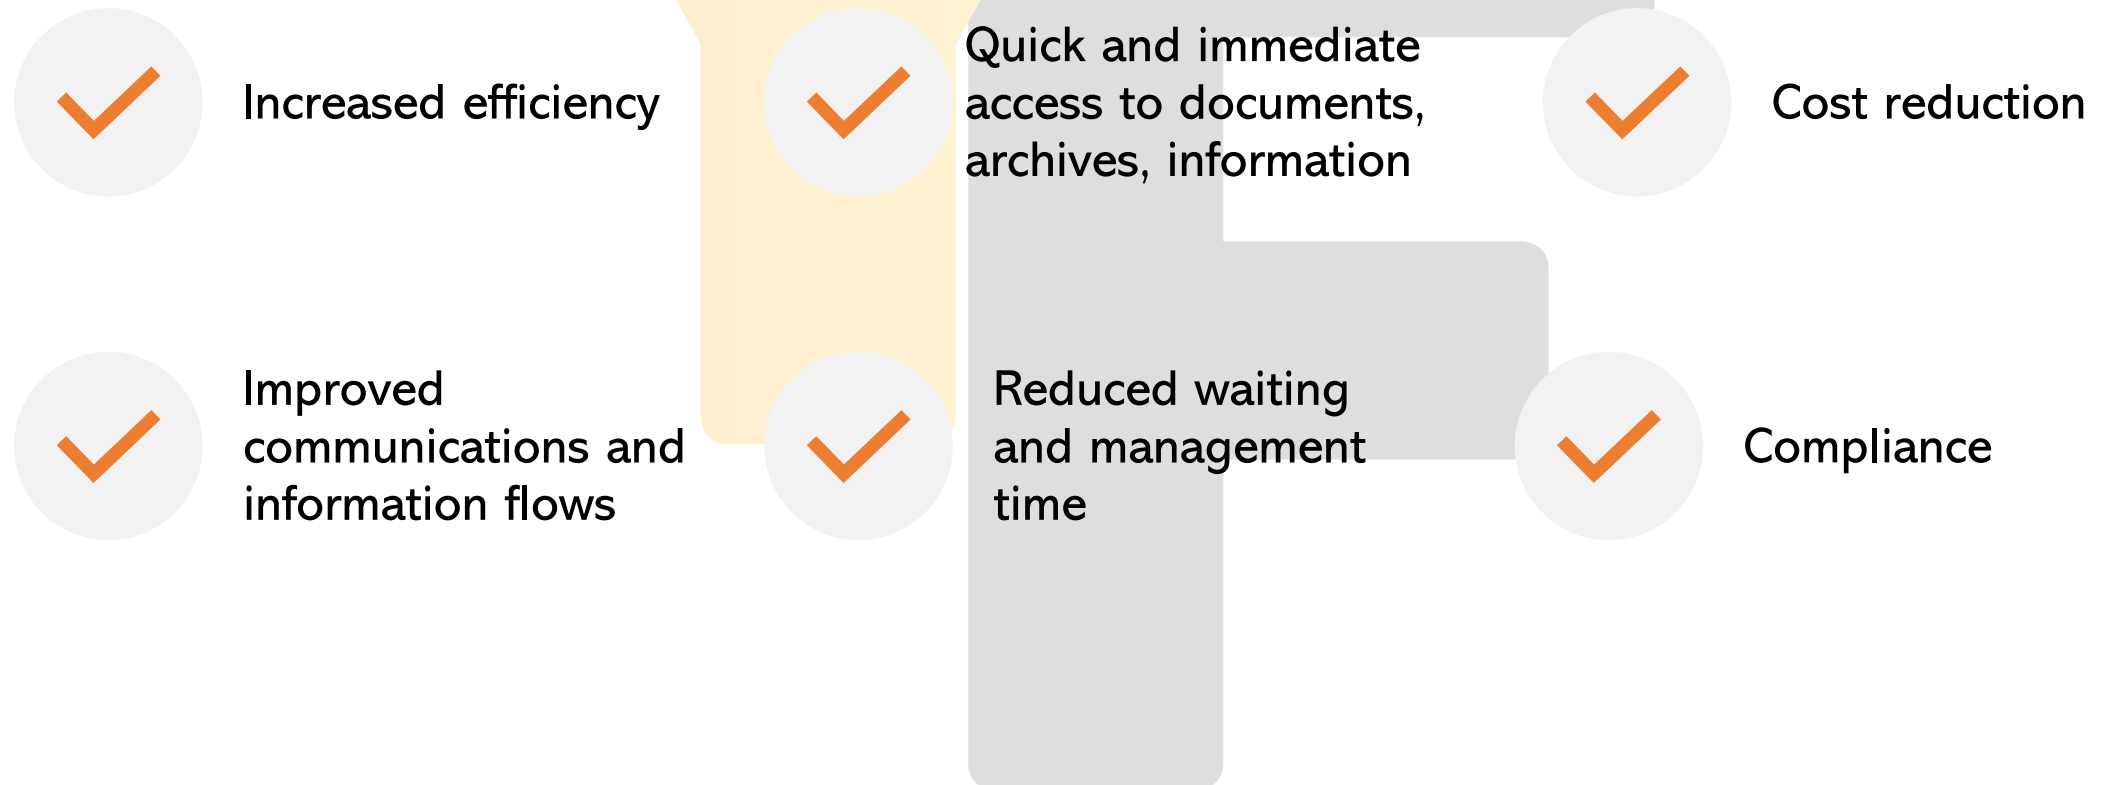 Increased efficiency
Quick and immediate
access to documents,
archives, information
Cost reduction
Improved
communications and
information flows
Reduced waiting
and management
time
Compliance